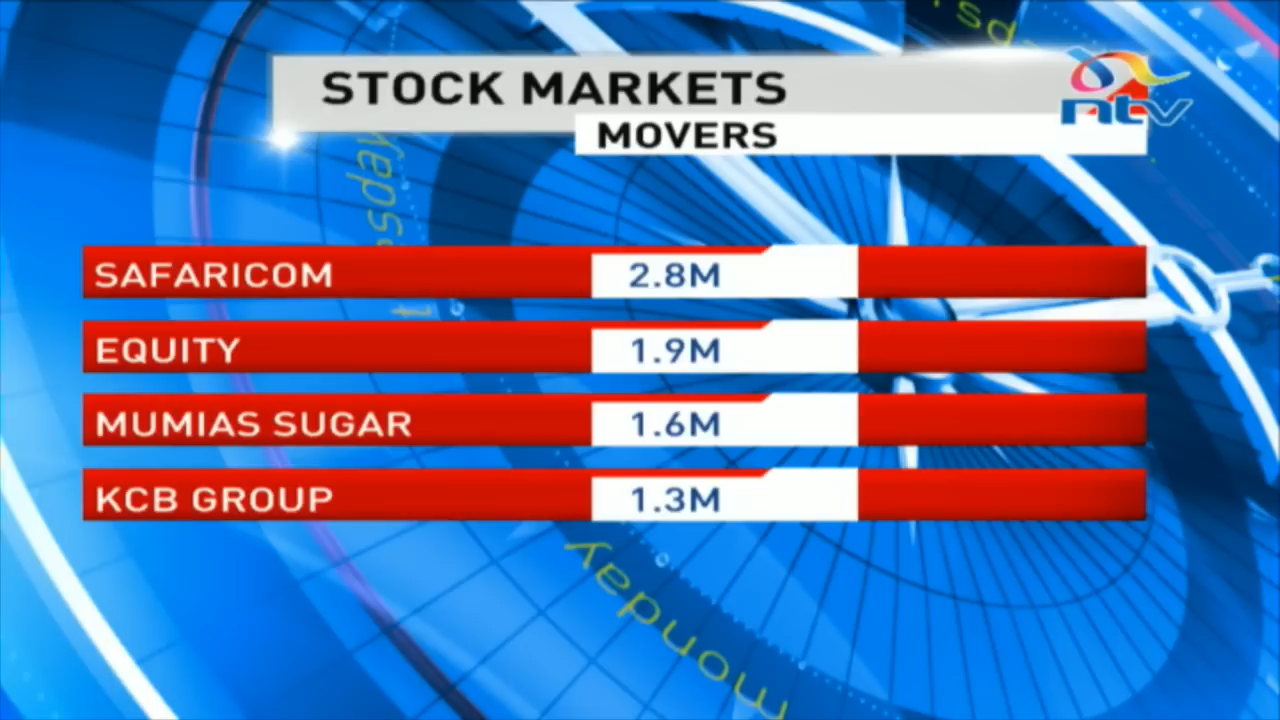 STOCK MARKETS
ntv
MOVERS
SAFARICOM 2.8M
EQUITY 1.9M
MUMIAS SUGAR 1.6M
KCB GROUP 1.3M
monday